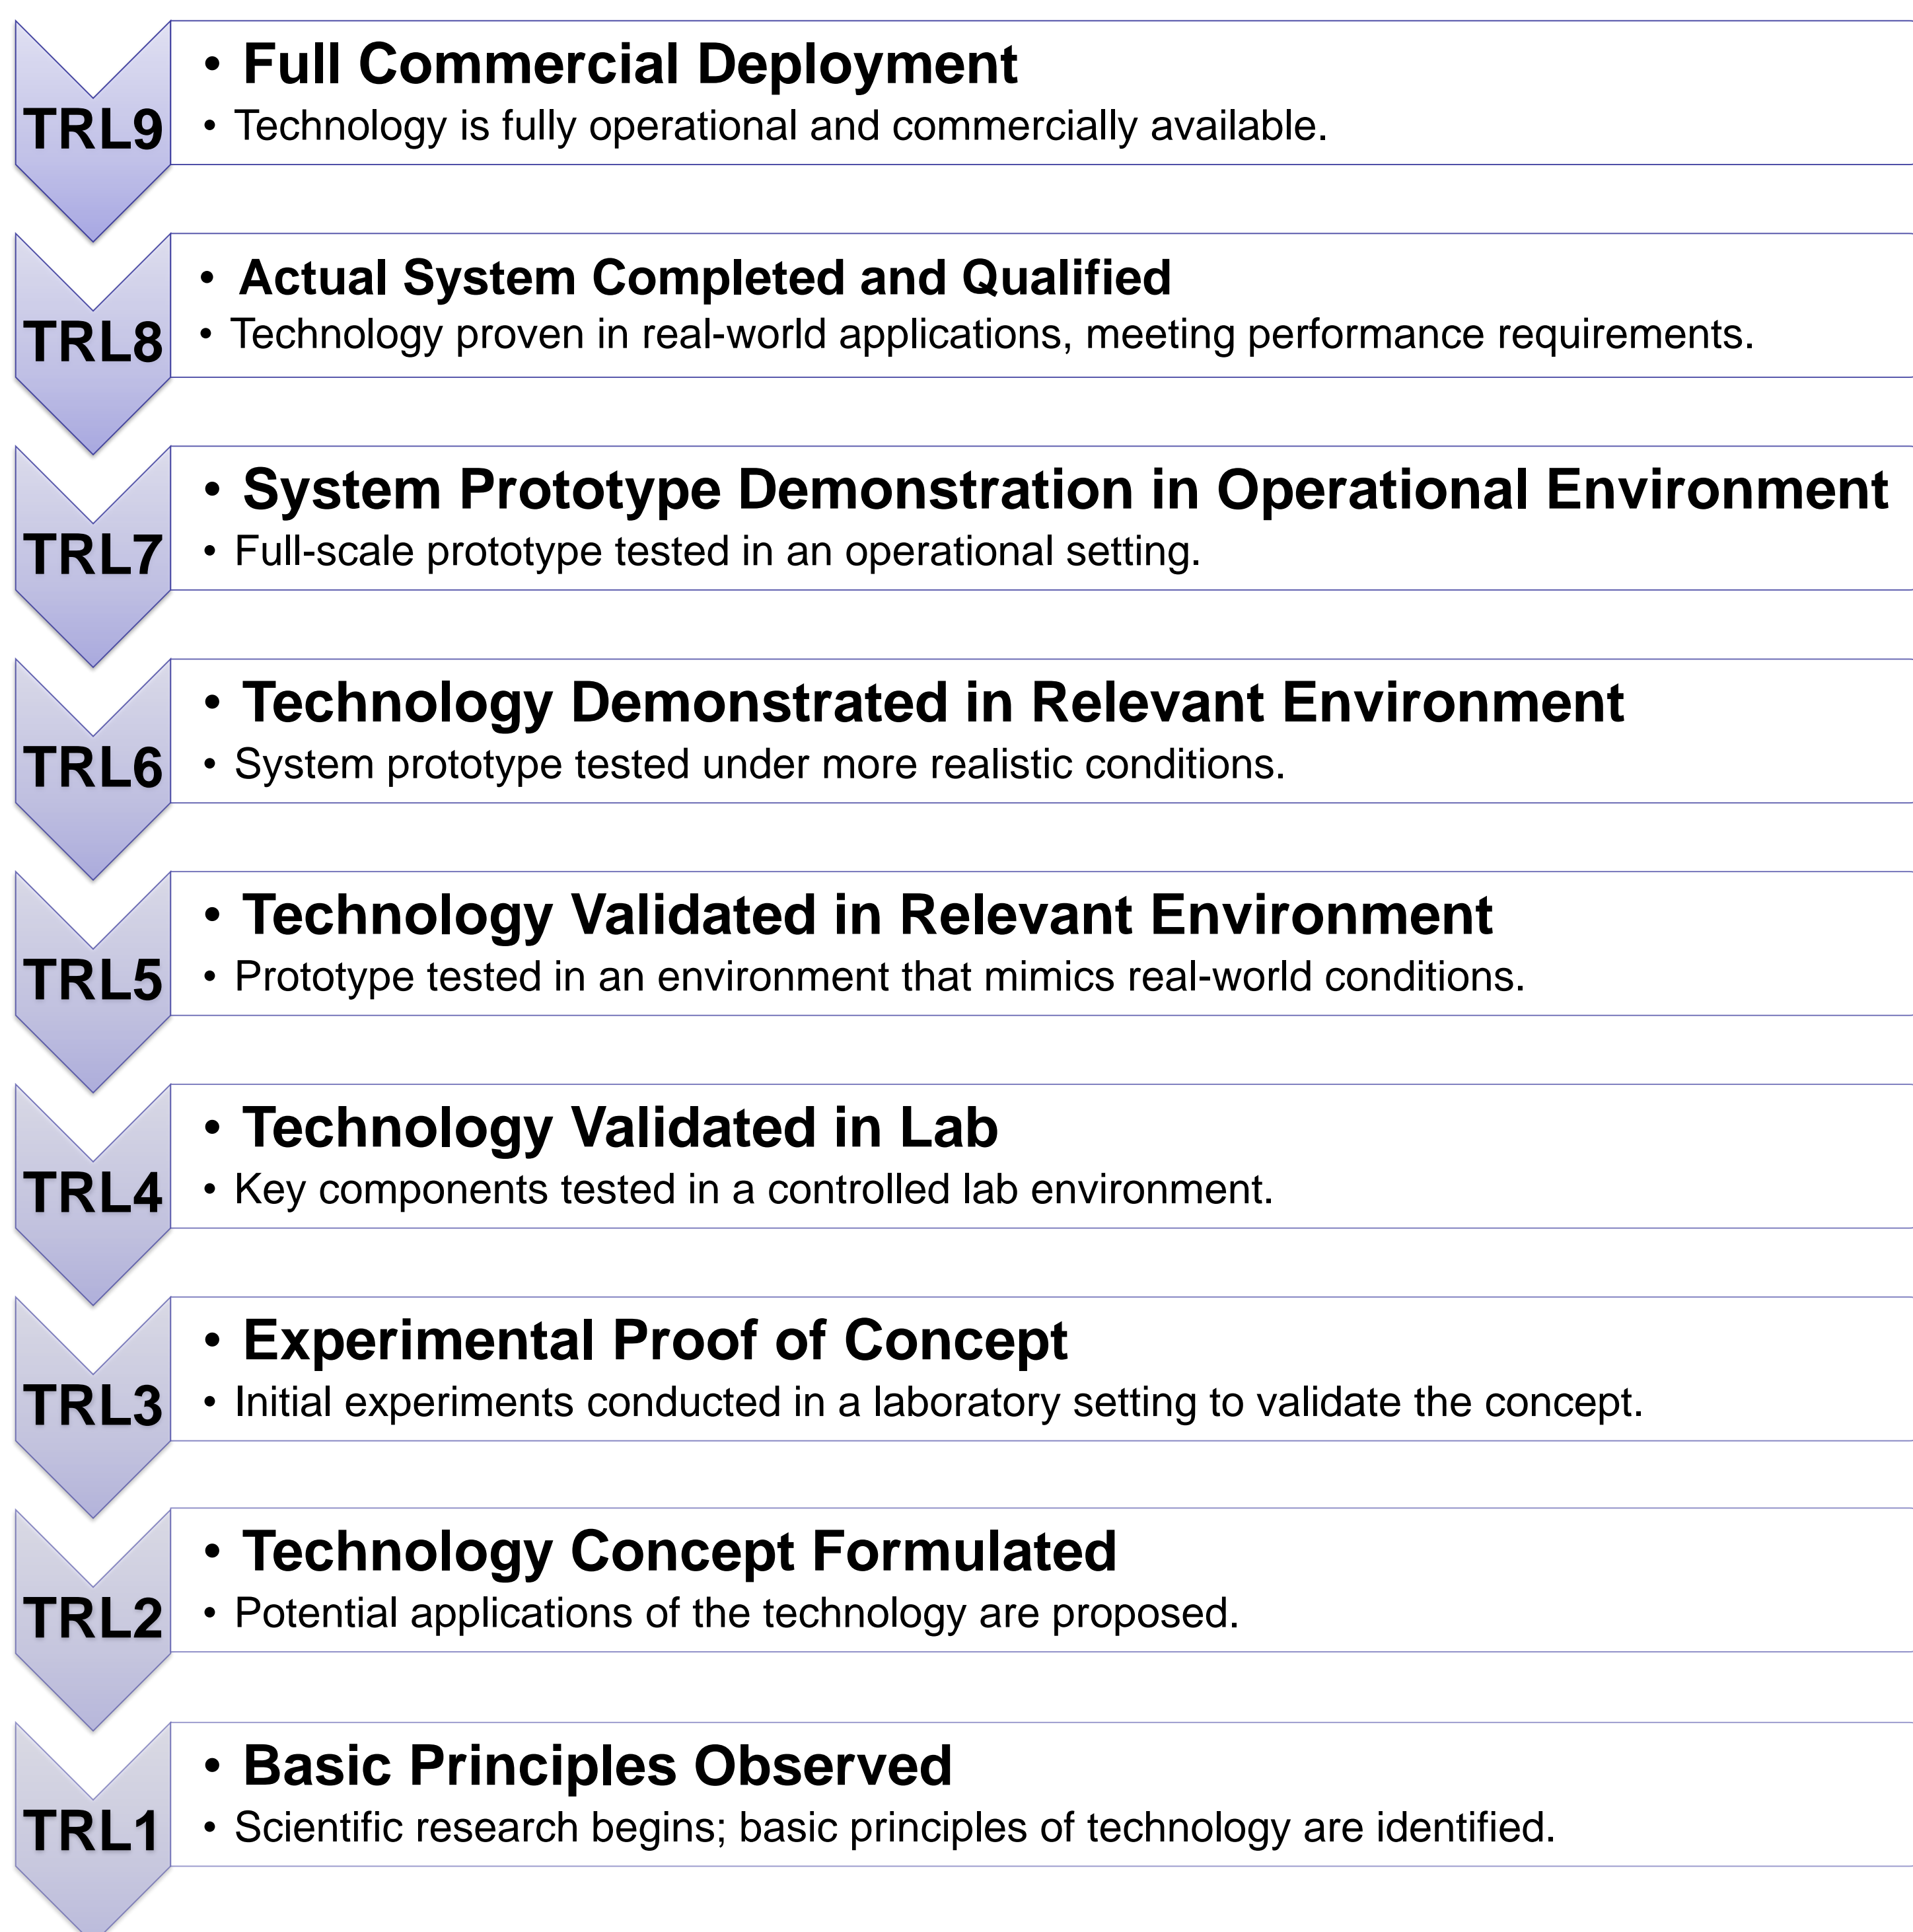 TRL9
• Full Commercial Deployment
• Technology is fully operational and commercially available.
TRL8
• Actual System Completed and Qualified
• Technology proven in real-world applications, meeting performance requirements.
TRL7
• System Prototype Demonstration in Operational Environment
• Full-scale prototype tested in an operational setting.
TRL6
• Technology Demonstrated in Relevant Environment
• System prototype tested under more realistic conditions.
TRL5
• Technology Validated in Relevant Environment
• Prototype tested in an environment that mimics real-world conditions.
TRL4
• Technology Validated in Lab
• Key components tested in a controlled lab environment.
TRL3
• Experimental Proof of Concept
• Initial experiments conducted in a laboratory setting to validate the concept.
TRL2
• Technology Concept Formulated
• Potential applications of the technology are proposed.
TRL1
• Basic Principles Observed
• Scientific research begins; basic principles of technology are identified.